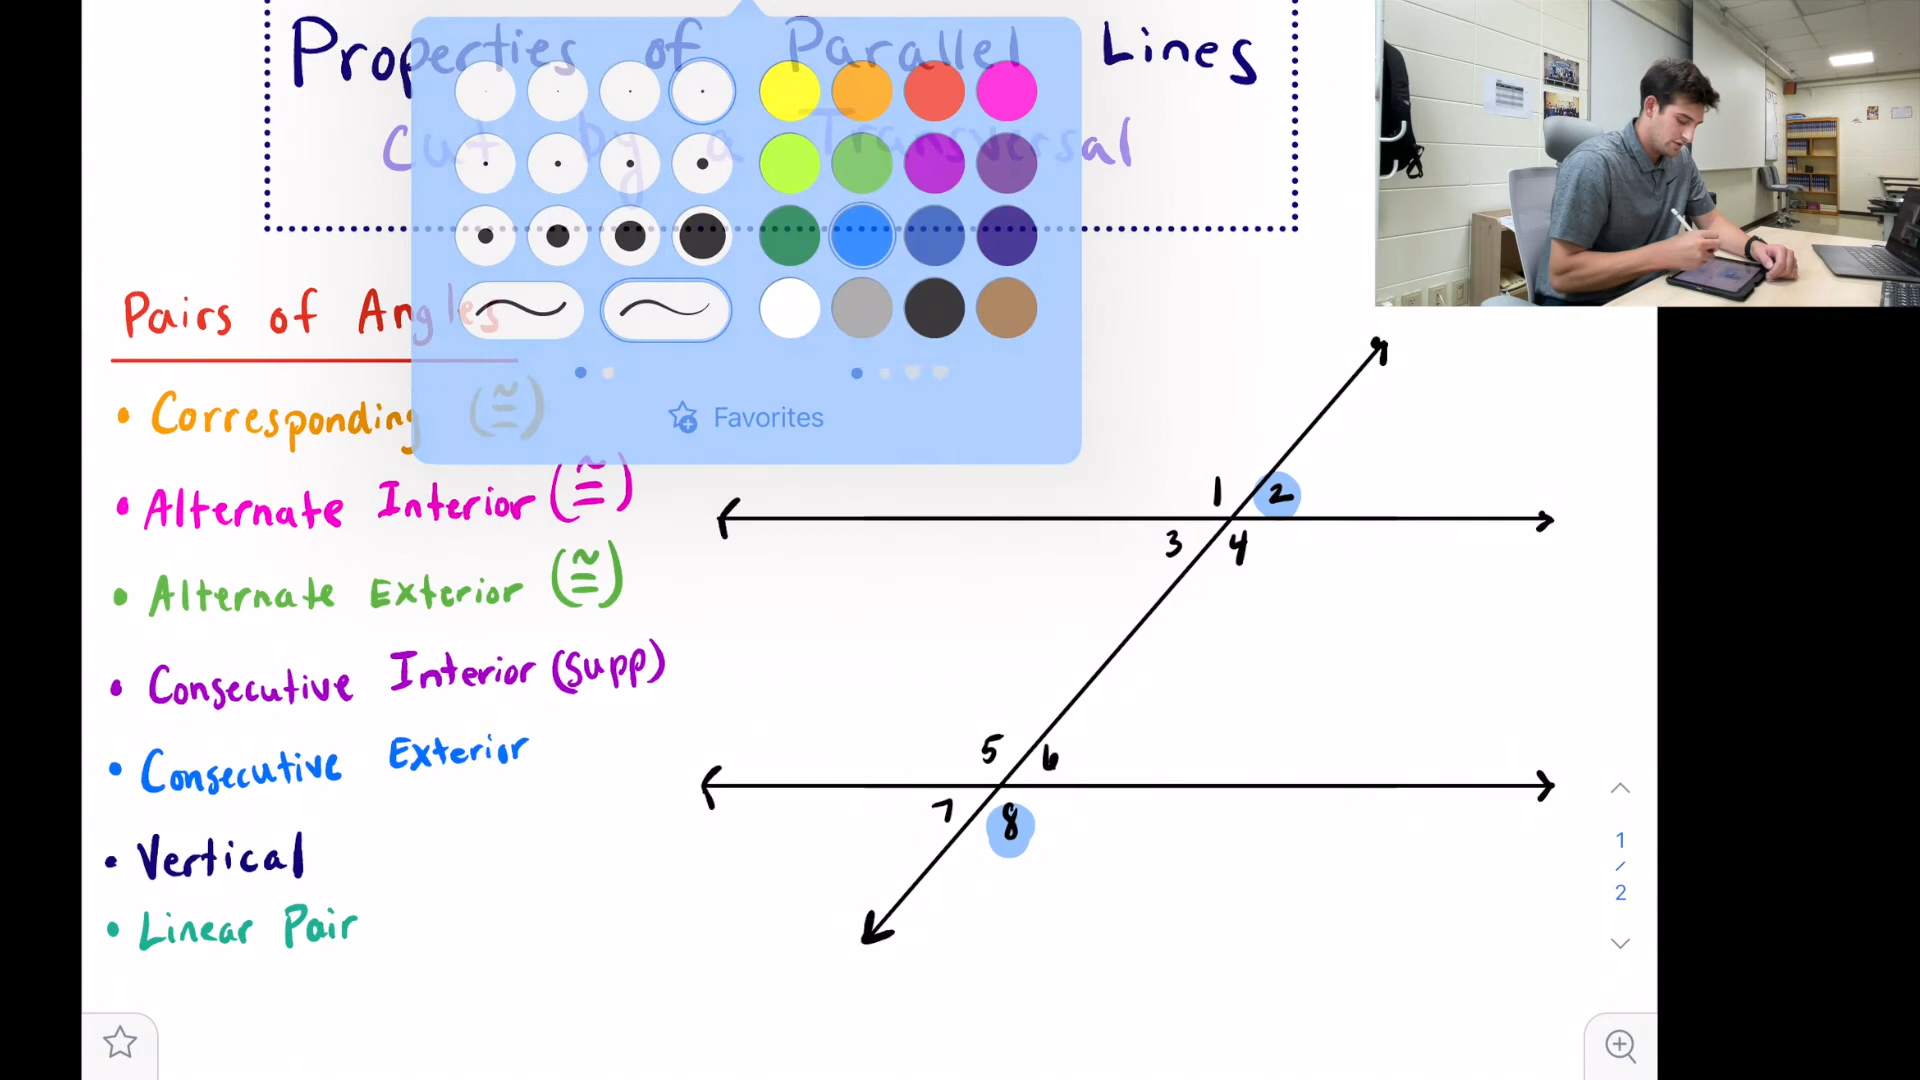 Properties of Parallel Lines
Cut by a Transversal
Pairs of Angles
• Corresponding (≅)
• Alternate Interior (≅)
• Alternate Exterior (≅)
• Consecutive Interior (Supp)
• Consecutive Exterior
• Vertical
• Linear Pair
Favorites
1 2
3 4
5 6
7 8
1
/
2